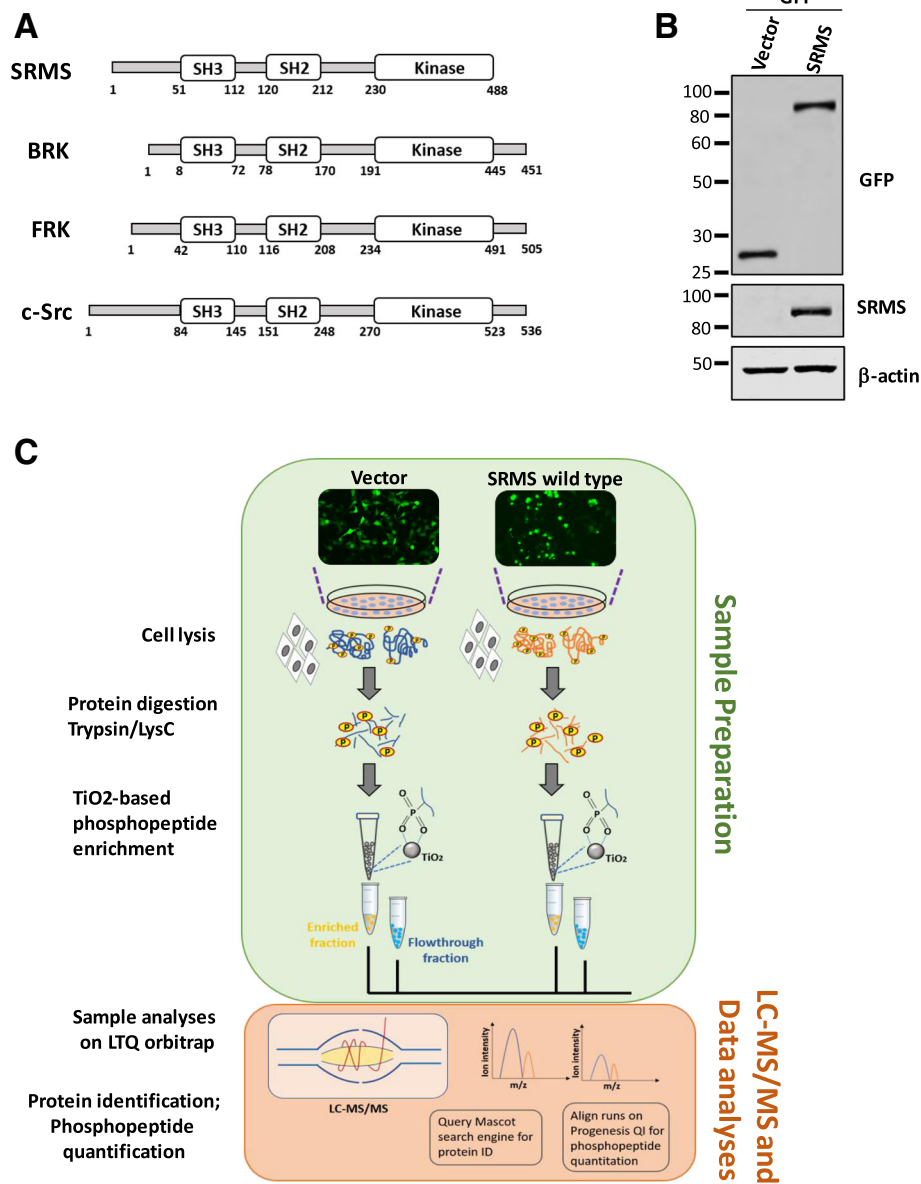 A
SRMS
SH3
SH2
Kinase
1
51
112
120
212
230
488
BRK
SH3
SH2
Kinase
1
8
72
78
170
191
445
451
FRK
SH3
SH2
Kinase
1
42
110
116
208
234
491
505
c-Src
SH3
SH2
Kinase
1
84
145
151
248
270
523
536
B
Vector
SRMS
100
80
60
50
30
25
GFP
100
80
SRMS
50
β-actin
C
Vector
SRMS wild type
Cell lysis
Protein digestion
Trypsin/LysC
P P P P P
P P P P P
TiO2-based
phosphopeptide
enrichment
O
P
O
O
TiO₂
O
P
O
O
TiO₂
Enriched
fraction
Flowthrough
fraction
Sample Preparation
Sample analyses
on LTQ orbitrap
Protein identification;
Phosphopeptide
quantification
LC-MS/MS
Ion intensity
m/z
Ion intensity
m/z
Query Mascot
search engine for
protein ID
Align runs on
Progenesis QI for
phosphopeptide
quantitation
LC-MS/MS and
Data analyses